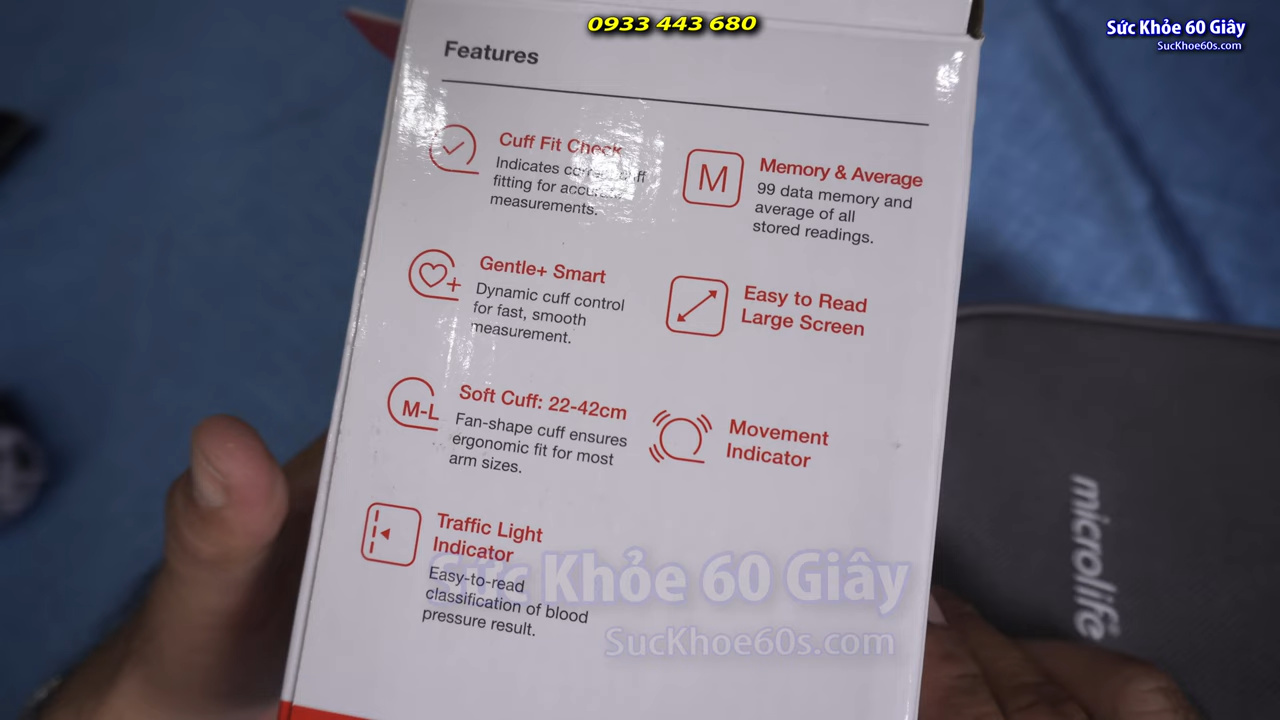 0933 443 680
Sức Khỏe 60 Giây
SucKhoe60s.com
Features
Cuff Fit Check
Indicates correct cuff
fitting for accurate
measurements.
M
Memory & Average
99 data memory and
average of all
stored readings.
Gentle+ Smart
Dynamic cuff control
for fast, smooth
measurement.
Easy to Read
Large Screen
M-L
Soft Cuff: 22-42cm
Fan-shape cuff ensures
ergonomic fit for most
arm sizes.
Movement
Indicator
Traffic Light
Indicator
Easy-to-read
classification of blood
pressure result.
Sức Khỏe 60 Giây
SucKhoe60s.com
microlife